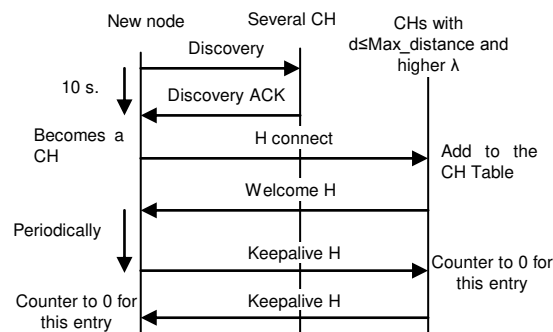 New node
Several CH
CHs with
d≤Max_distance and
higher λ
Discovery
10 s.
Discovery ACK
Becomes a
CH
H connect
Add to the
CH Table
Welcome H
Periodically
Keepalive H
Counter to 0 for
this entry
Counter to 0 for
this entry
Keepalive H